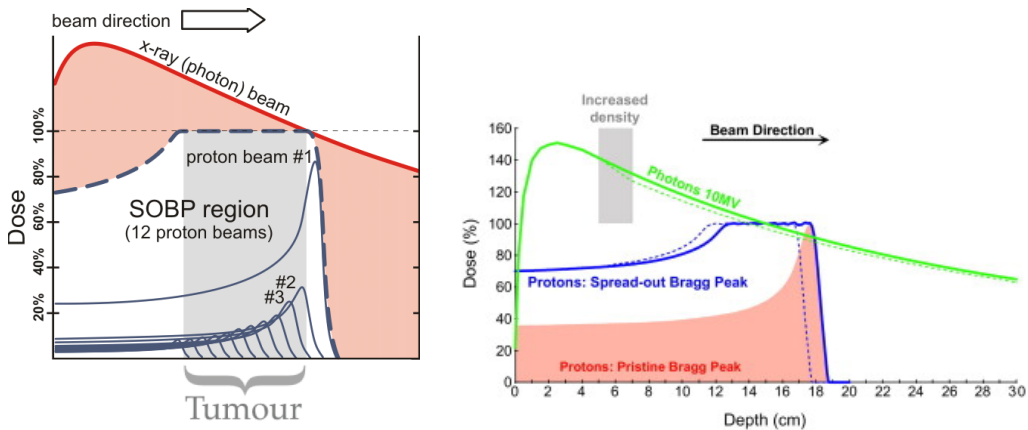 beam direction
x-ray (photon) beam
Dose
100%
80%
60%
40%
20%
proton beam #1
SOBP region
(12 proton beams)
#2
#3
Tumour
Increased
density
Beam Direction
Photons 10MV
Dose (%)
160
140
120
100
80
60
40
20
0
Protons: Spread-out Bragg Peak
Protons: Pristine Bragg Peak
0 2 4 6 8 10 12 14 16 18 20 22 24 26 28 30
Depth (cm)